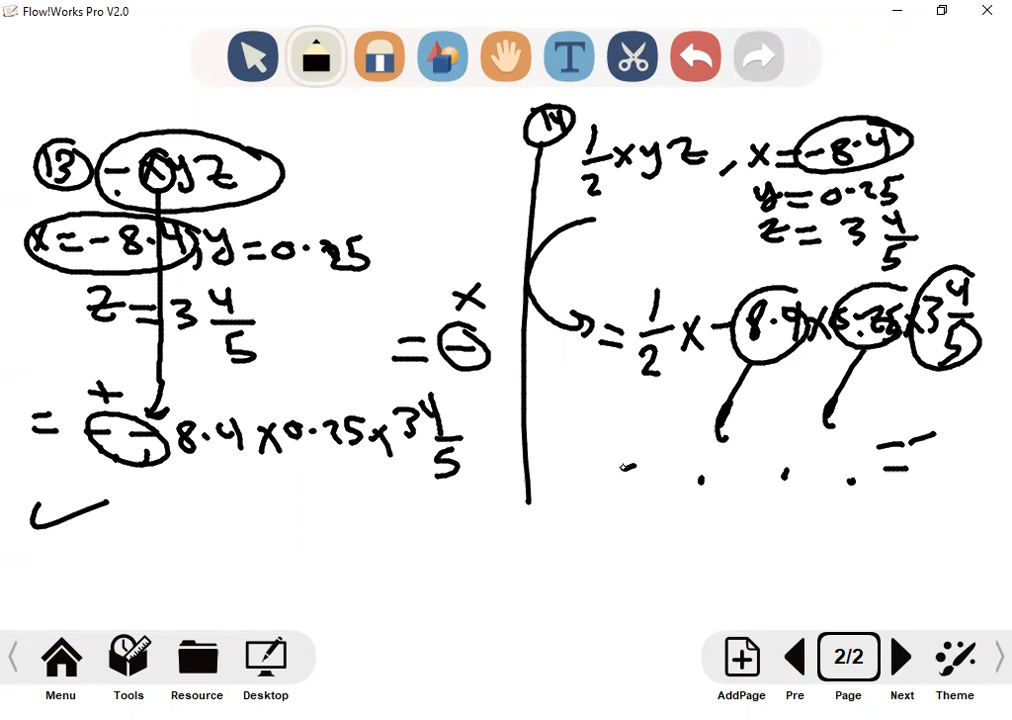 Flow!Works Pro V2.0
T
13 -xyz
x = -8.4, y = 0.25
z = 3 4/5
= -
x
+
= - - 8.4 x 0.25 x 3 4/5
14
1/2 xyz, x = -8.4
y = 0.25
z = 3 4/5
= 1/2 x - 8.4 x 0.25 x 3 4/5
=
Menu Tools Resource Desktop
AddPage Pre 2/2 Page Next Theme